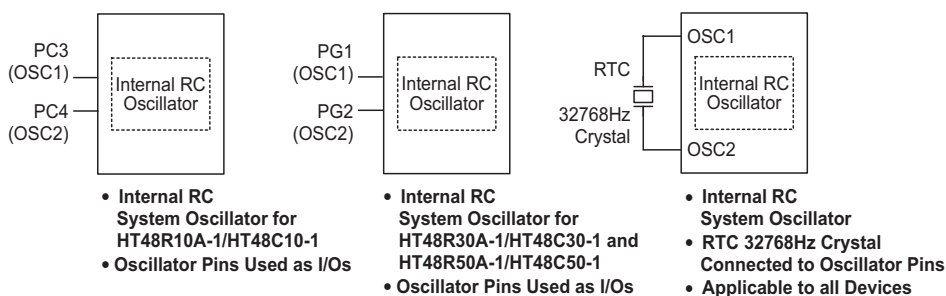 PC3
(OSC1)
PC4
(OSC2)
Internal RC
Oscillator
• Internal RC
System Oscillator for
HT48R10A-1/HT48C10-1
• Oscillator Pins Used as I/Os
PG1
(OSC1)
PG2
(OSC2)
Internal RC
Oscillator
• Internal RC
System Oscillator for
HT48R30A-1/HT48C30-1 and
HT48R50A-1/HT48C50-1
• Oscillator Pins Used as I/Os
OSC1
RTC
32768Hz
Crystal
Internal RC
Oscillator
OSC2
• Internal RC
System Oscillator
• RTC 32768Hz Crystal
Connected to Oscillator Pins
• Applicable to all Devices